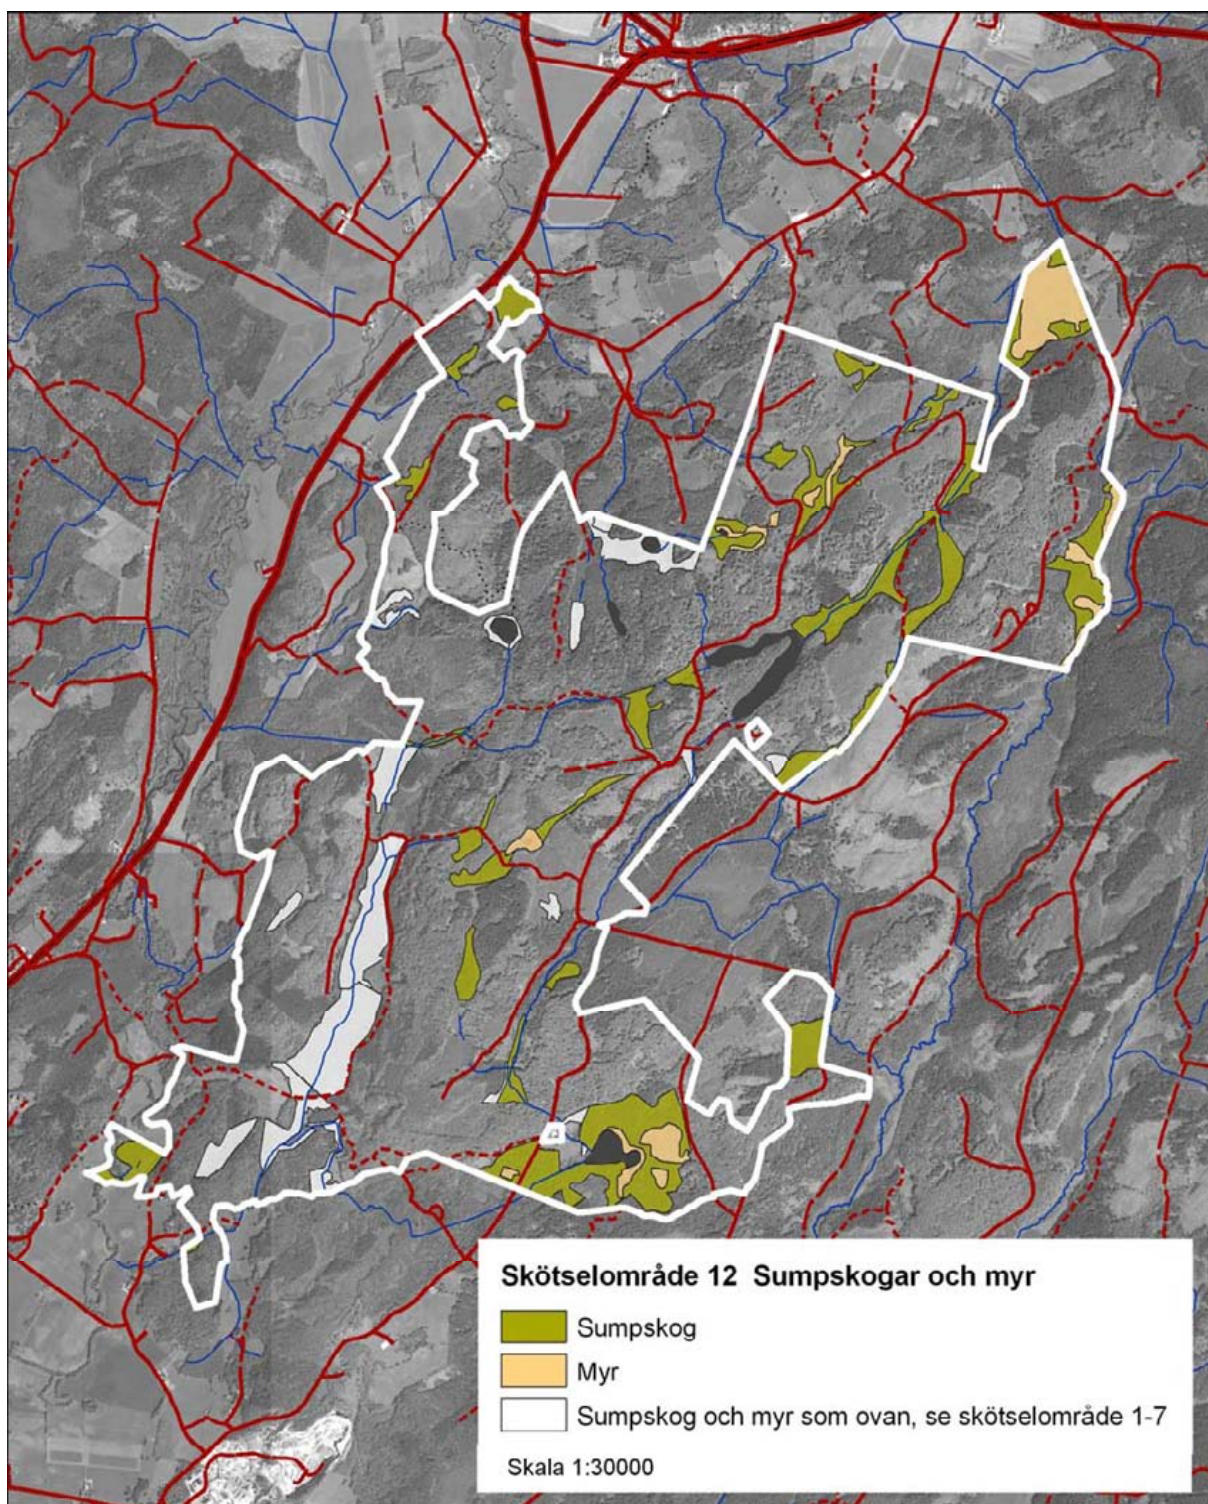 Skötselområde 12 Sumpskogar och myr
Sumpskog
Myr
Sumpskog och myr som ovan, se skötselområde 1-7
Skala 1:30000